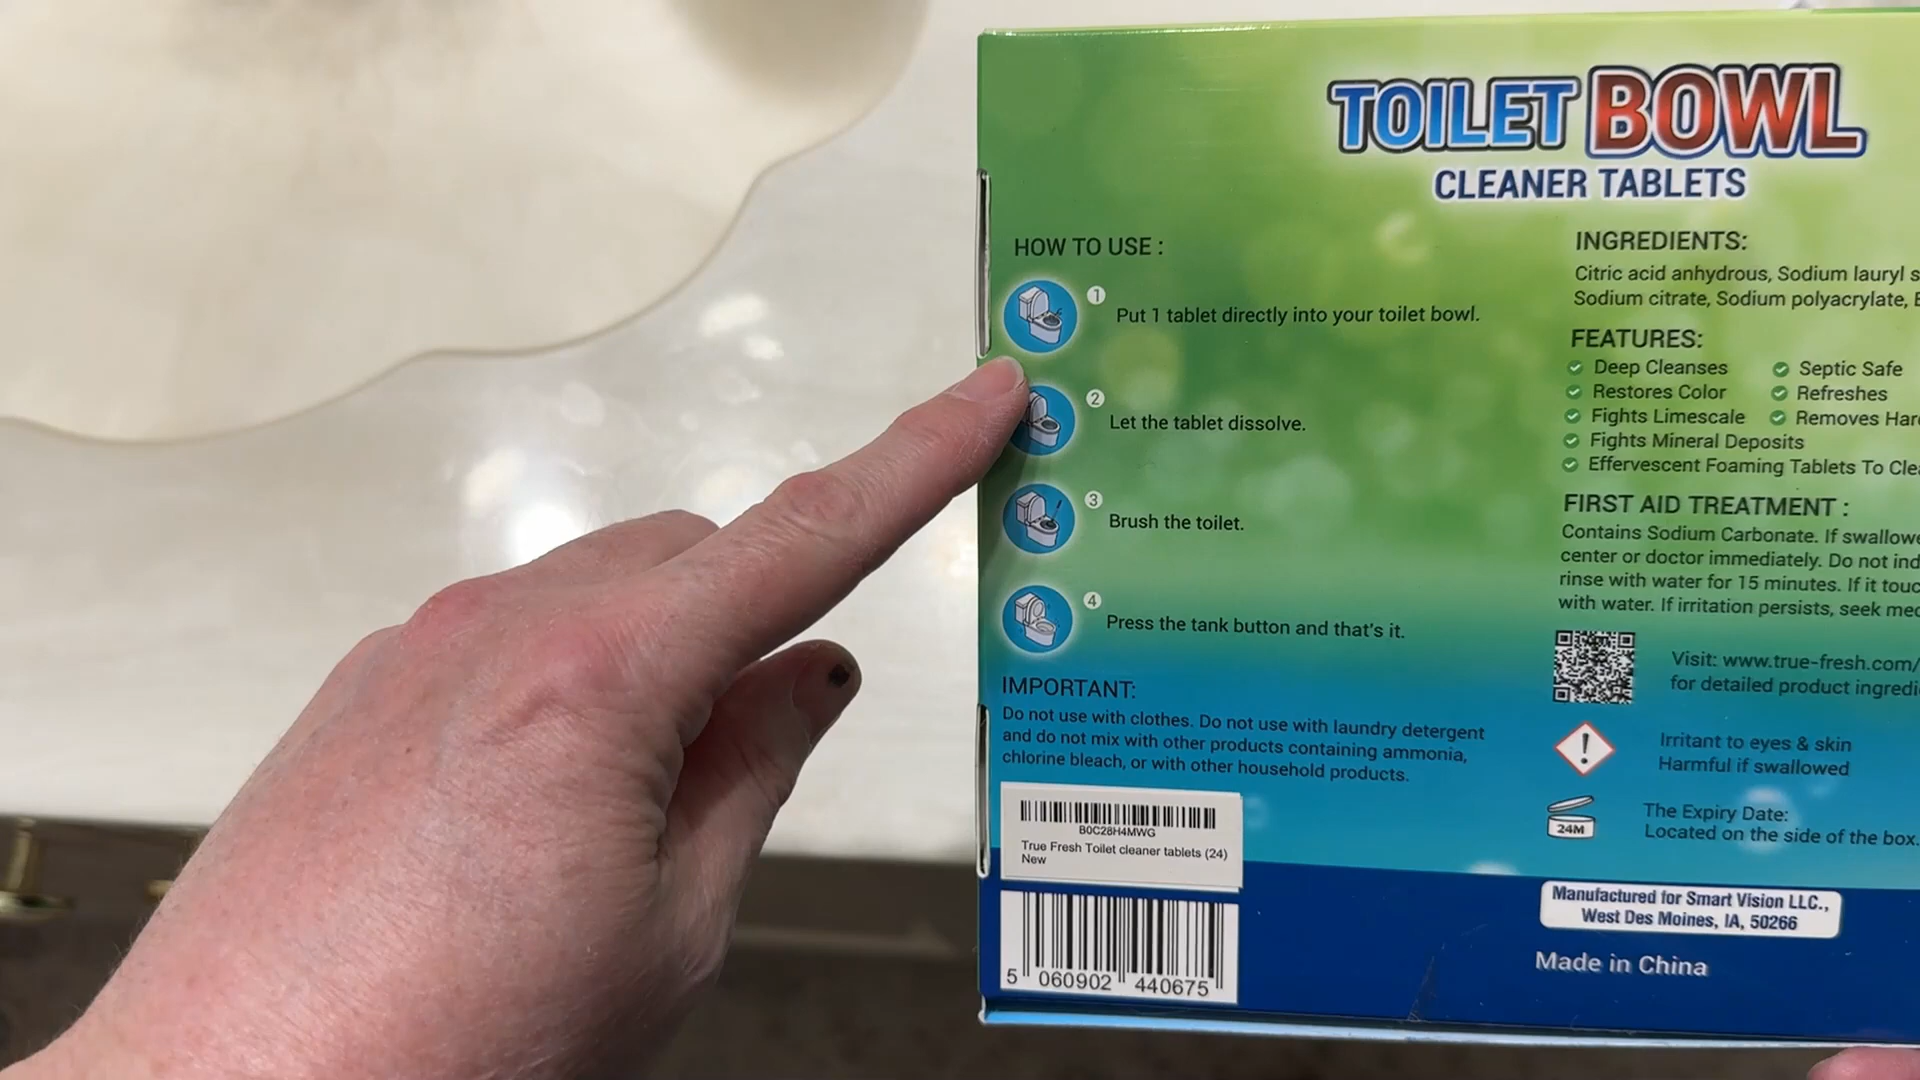 TOILET BOWL
CLEANER TABLETS
HOW TO USE :
1
Put 1 tablet directly into your toilet bowl.
2
Let the tablet dissolve.
3
Brush the toilet.
4
Press the tank button and that's it.
IMPORTANT:
Do not use with clothes. Do not use with laundry detergent
and do not mix with other products containing ammonia,
chlorine bleach, or with other household products.
B0C28H4MWG
True Fresh Toilet cleaner tablets (24)
New
5 060902 440675
INGREDIENTS:
Citric acid anhydrous, Sodium lauryl
Sodium citrate, Sodium polyacrylate,
FEATURES:
Deep Cleanses
Septic Safe
Restores Color
Refreshes
Fights Limescale
Removes
Fights Mineral Deposits
Effervescent Foaming Tablets To
FIRST AID TREATMENT :
Contains Sodium Carbonate. If
center or doctor immediately. Do not
rinse with water for 15 minutes. If it
with water. If irritation persists, seek
Visit: www.true-fresh.com/
for detailed product
!
Irritant to eyes & skin
Harmful if swallowed
24M
The Expiry Date:
Located on the side of the box.
Manufactured for Smart Vision LLC.,
West Des Moines, IA, 50266
Made in China